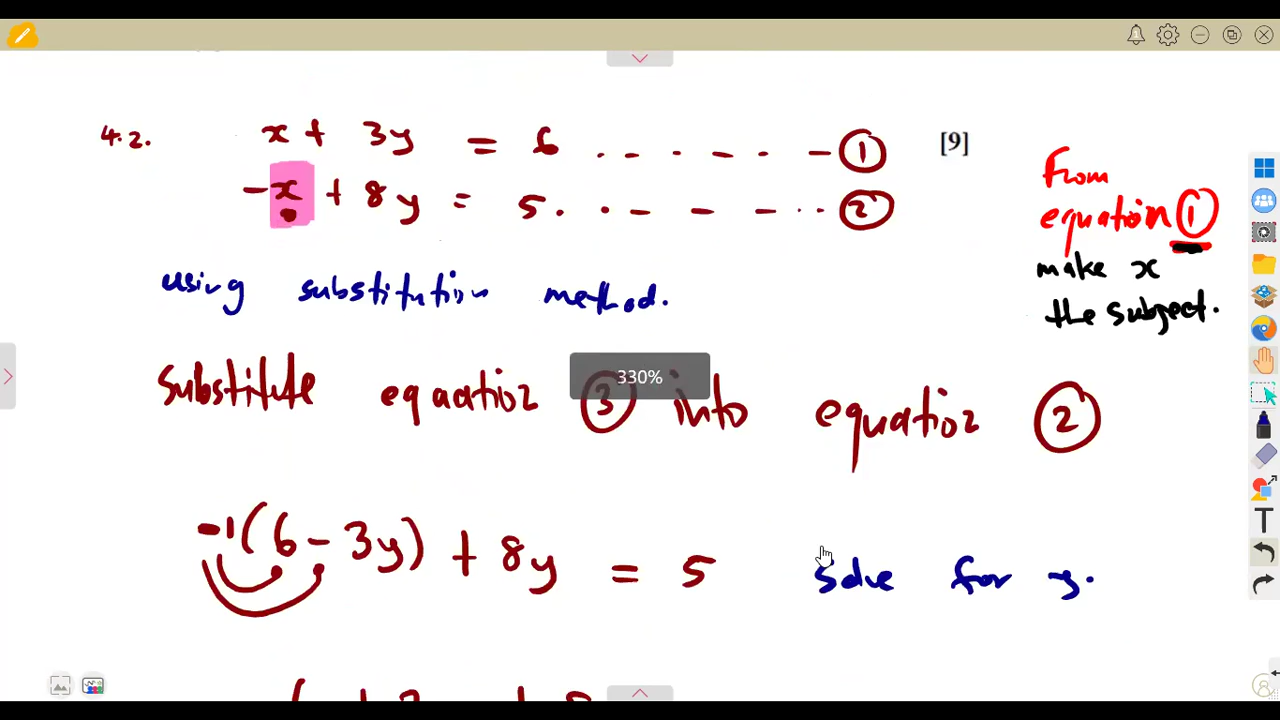 4.2. x + 3y = 6 . . . - - - . - ① [9]
-x + 8y = 5. . - - - . . ②
From
equation ①
make x
the subject.
using substitution method.
substitute equation ③ into equation ②
330%
-1(6 - 3y) + 8y = 5 solve for y.